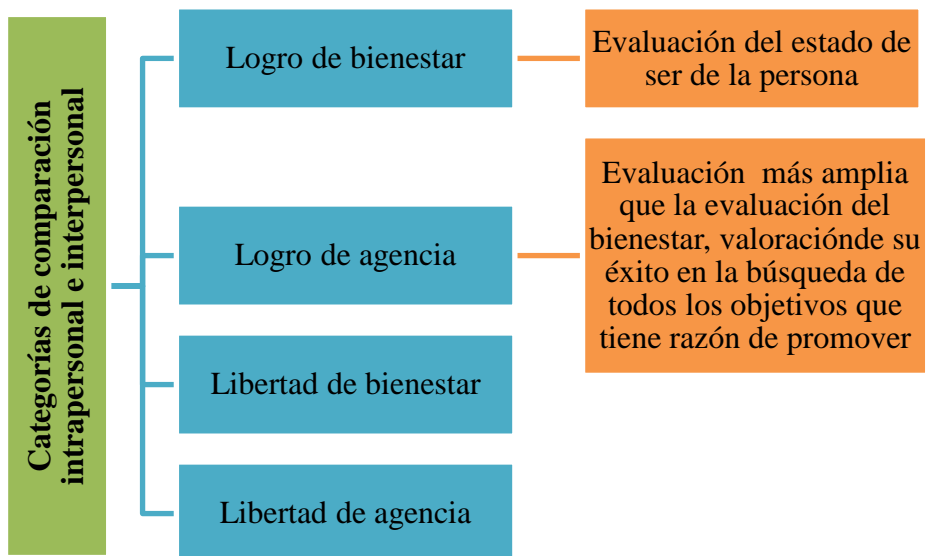 Categorías de comparación
intrapersonal e interpersonal
Logro de bienestar
Evaluación del estado de
ser de la persona
Logro de agencia
Evaluación más amplia
que la evaluación del
bienestar, valoraciónde su
éxito en la búsqueda de
todos los objetivos que
tiene razón de promover
Libertad de bienestar
Libertad de agencia